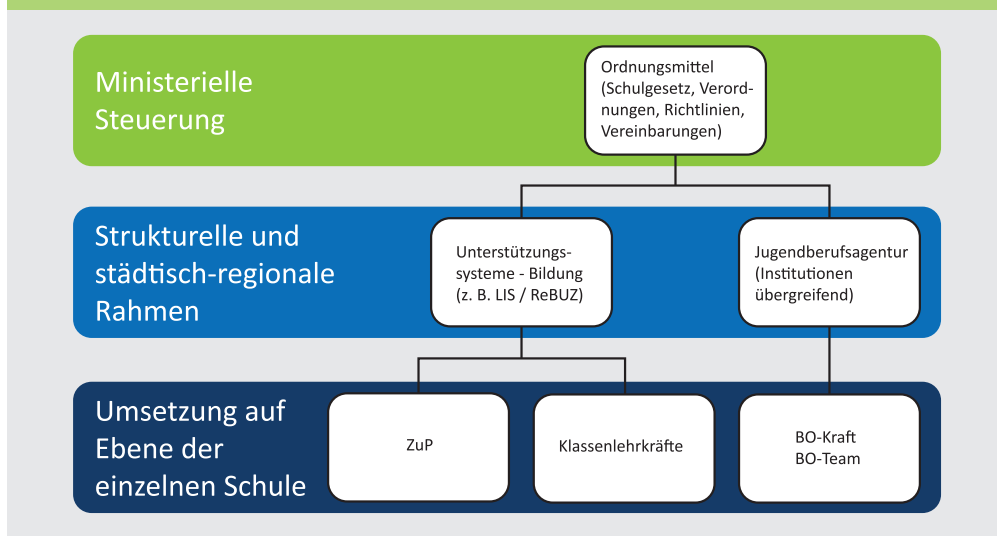 Ministerielle
Steuerung
Ordnungsmittel
(Schulgesetz, Verord-
nungen, Richtlinien,
Vereinbarungen)
Strukturelle und
städtisch-regionale
Rahmen
Unterstützungs-
systeme - Bildung
(z. B. LIS / ReBUZ)
Jugendberufsagentur
(Institutionen
übergreifend)
Umsetzung auf
Ebene der
einzelnen Schule
ZuP
Klassenlehrkräfte
BO-Kraft
BO-Team